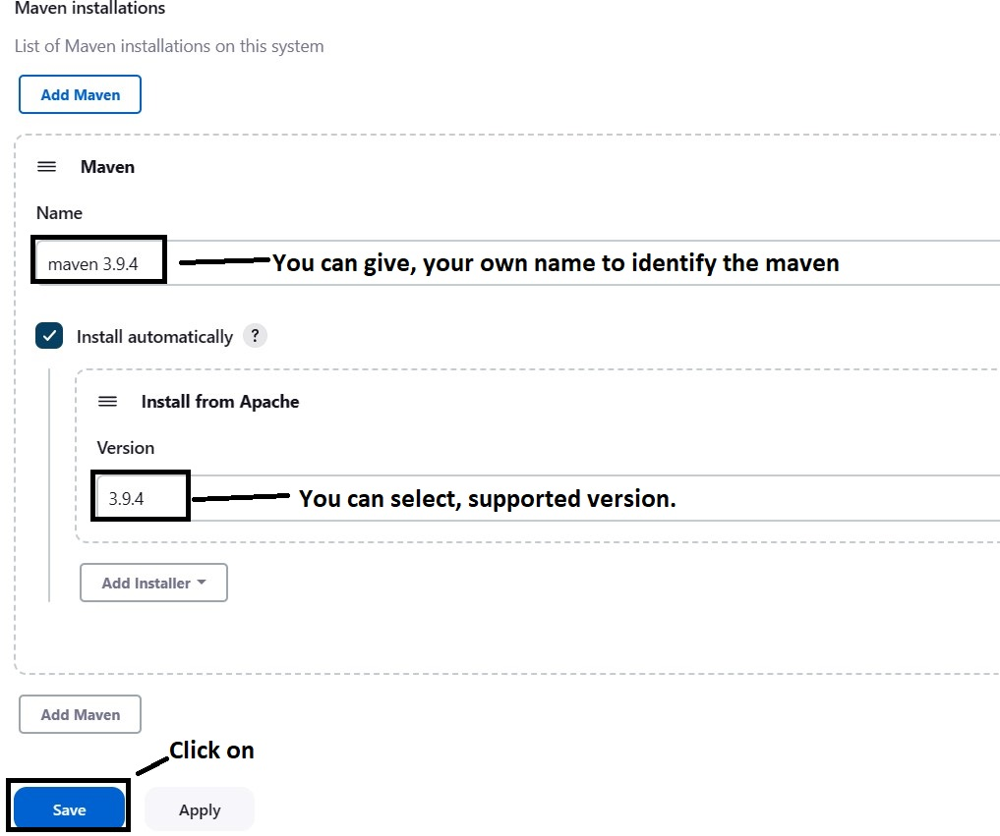 Maven installations
List of Maven installations on this system
Add Maven
Maven
Name
maven 3.9.4
You can give, your own name to identify the maven
Install automatically ?
Install from Apache
Version
3.9.4
You can select, supported version.
Add Installer
Add Maven
Click on
Save
Apply